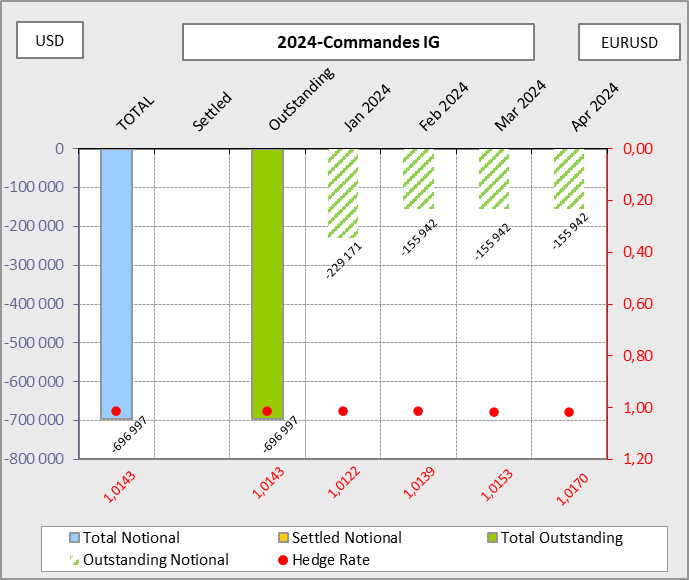 USD
2024-Commandes IG
EURUSD
TOTAL
Settled
OutStanding
Jan 2024
Feb 2024
Mar 2024
Apr 2024
0
-100 000
-200 000
-300 000
-400 000
-500 000
-600 000
-700 000
-800 000
0,00
0,20
0,40
0,60
0,80
1,00
1,20
-696 997
-696 997
-229 171
-155 942
-155 942
-155 942
1,0143
1,0143
1,0122
1,0139
1,0153
1,0170
Total Notional
Settled Notional
Total Outstanding
Outstanding Notional
Hedge Rate